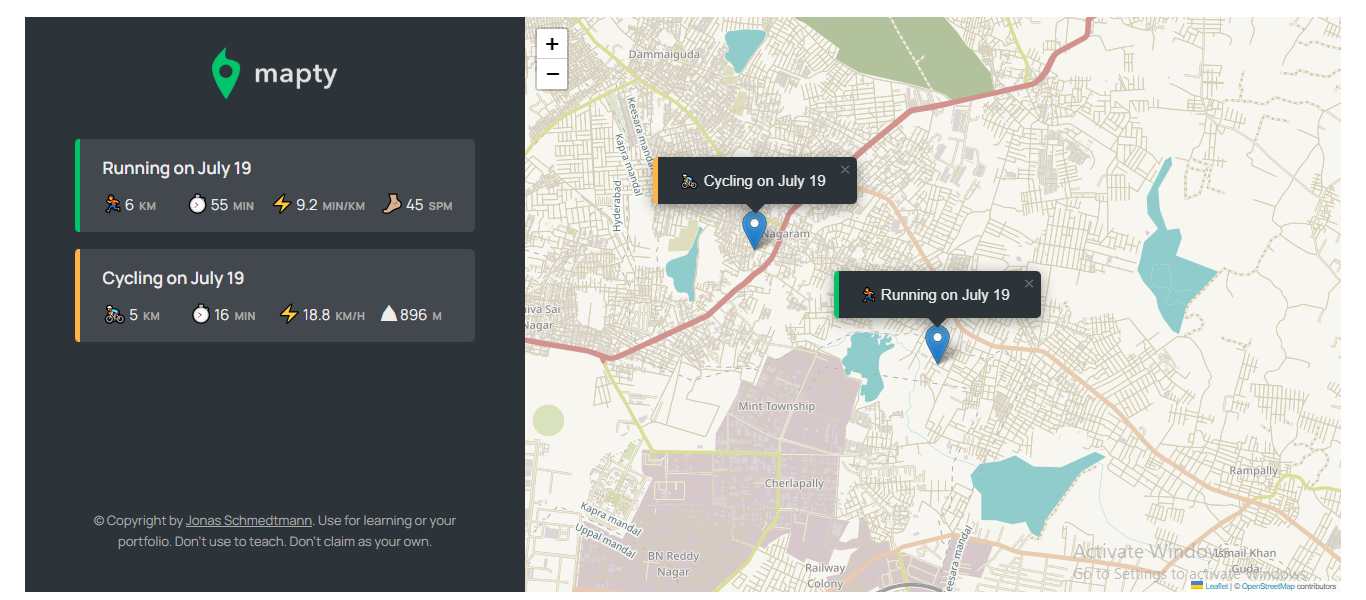 mapty
Running on July 19
6 KM
55 MIN
9.2 MIN/KM
45 SPM
Cycling on July 19
5 KM
16 MIN
18.8 KM/H
896 M
© Copyright by Jonas Schmedtmann. Use for learning or your
portfolio. Don't use to teach. Don't claim as your own.
+
−
Dammaiguda
Keesara mandal
Kapra mandal
Hyderabad
Cycling on July 19
×
Nagaram
Running on July 19
×
iva Sai
Nagar
Mint Township
Cherlapally
Rampally
Kapra mandal
Uppal mandal
BN Reddy
Nagar
Railway
Colony
eesara mandal
Ismail Khan
Guda
Activate Windows
Go to Settings to activate Windows.
Leaflet | © OpenStreetMap contributors